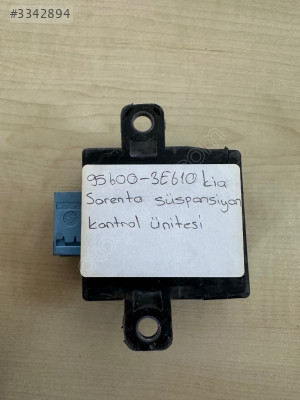 #3342894
95600-3E610 kia
Sorento süspansiyon
kontrol ünitesi